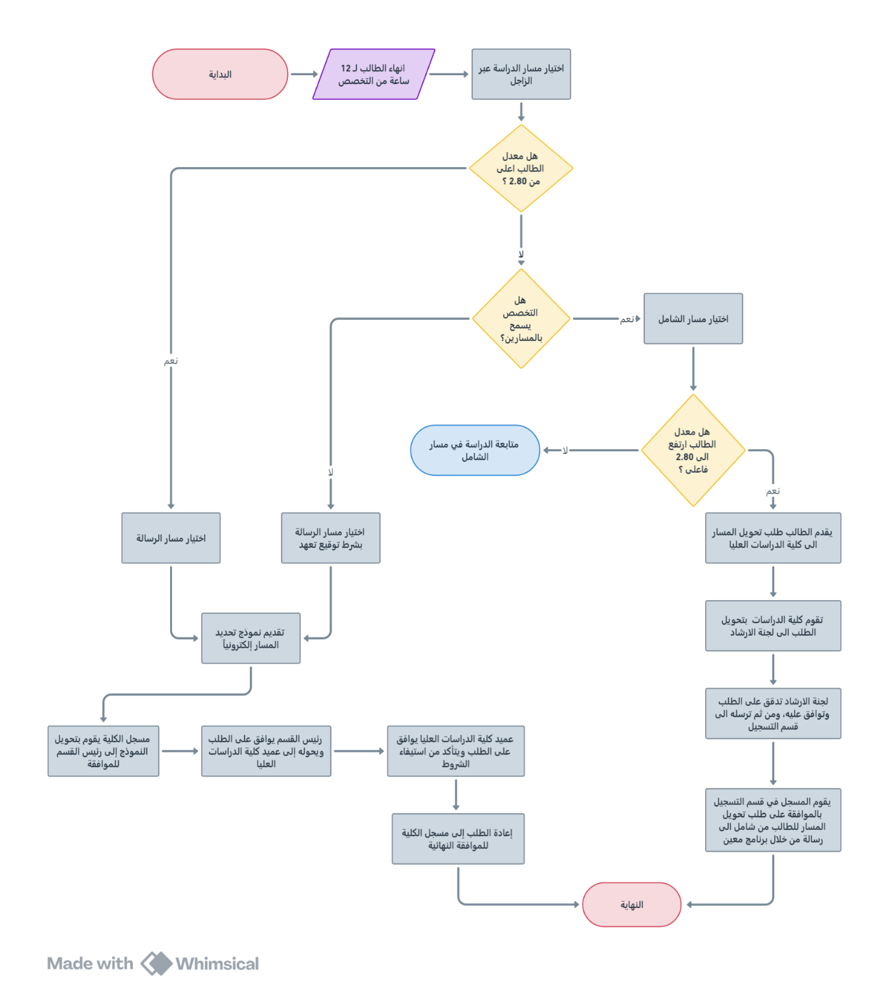 البداية
انهاء الطالب لـ 12
ساعة من التخصص
اختيار مسار الدراسة عبر
الزاجل
هل معدل
الطالب اعلى
من 2.80 ؟
لا
هل
التخصص
يسمح
بالمسارين؟
نعم
اختيار مسار الشامل
نعم
لا
هل معدل
الطالب ارتفع
الى 2.80
فاعلى ؟
لا
متابعة الدراسة في مسار
الشامل
نعم
اختيار مسار الرسالة
اختيار مسار الرسالة
بشرط توقيع تعهد
يقدم الطالب طلب تحويل المسار
الى كلية الدراسات العليا
تقديم نموذج تحديد
المسار إلكترونياً
تقوم كلية الدراسات بتحويل
الطلب الى لجنة الارشاد
لجنة الارشاد تدقق على الطلب
وتوافق عليه، ومن ثم ترسله الى
قسم التسجيل
مسجل الكلية يقوم بتحويل
النموذج إلى رئيس القسم
للموافقة
رئيس القسم يوافق على الطلب
ويحوله إلى عميد كلية الدراسات
العليا
عميد كلية الدراسات العليا يوافق
على الطلب ويتأكد من استيفاء
الشروط
إعادة الطلب إلى مسجل الكلية
للموافقة النهائية
يقوم المسجل في قسم التسجيل
بالموافقة على طلب تحويل
المسار للطالب من شامل الى
رسالة من خلال برنامج معين
النهاية
Made with Whimsical